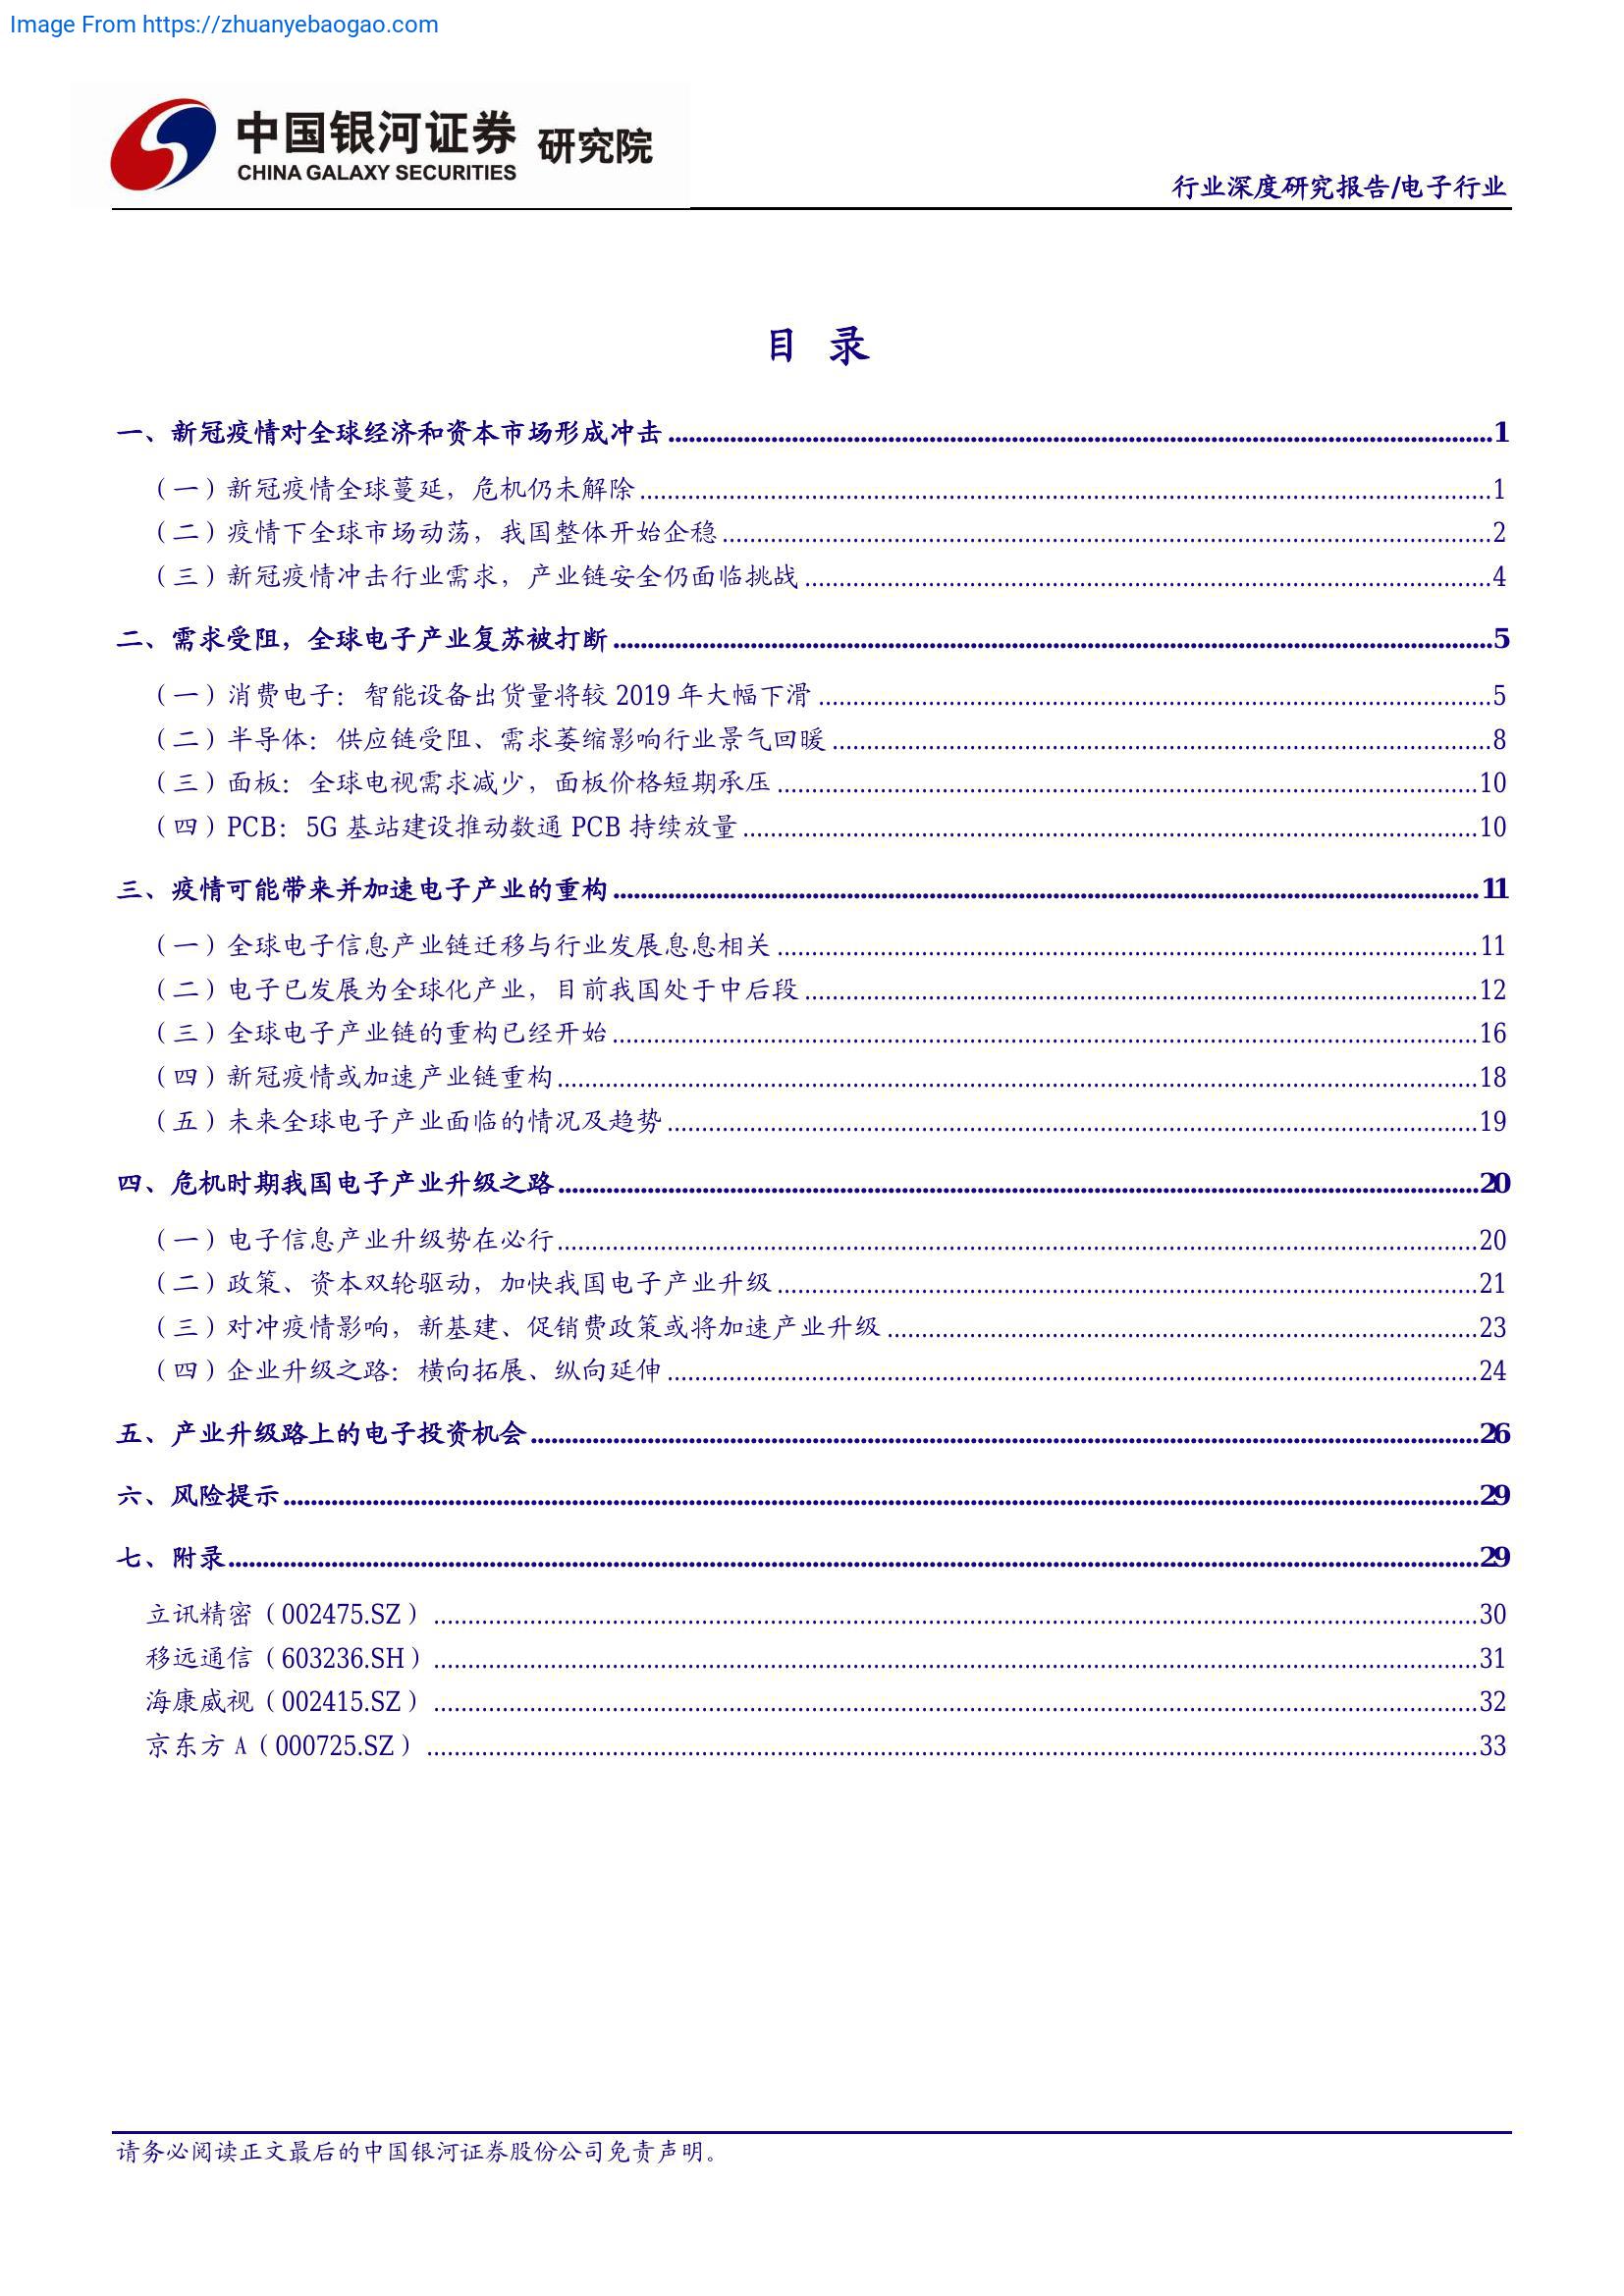 Image From https://zhuanyebaogao.com
中国银河证券 研究院
CHINA GALAXY SECURITIES
行业深度研究报告/电子行业
目 录
一、新冠疫情对全球经济和资本市场形成冲击........1
（一）新冠疫情全球蔓延，危机仍未解除........1
（二）疫情下全球市场动荡，我国整体开始企稳........2
（三）新冠疫情冲击行业需求，产业链安全仍面临挑战........4
二、需求受阻，全球电子产业复苏被打断........5
（一）消费电子：智能设备出货量将较 2019 年大幅下滑........5
（二）半导体：供应链受阻、需求萎缩影响行业景气回暖........8
（三）面板：全球电视需求减少，面板价格短期承压........10
（四）PCB：5G 基站建设推动数通 PCB 持续放量........10
三、疫情可能带来并加速电子产业的重构........11
（一）全球电子信息产业链迁移与行业发展息息相关........11
（二）电子已发展为全球化产业，目前我国处于中后段........12
（三）全球电子产业链的重构已经开始........16
（四）新冠疫情或加速产业链重构........18
（五）未来全球电子产业面临的情况及趋势........19
四、危机时期我国电子产业升级之路........20
（一）电子信息产业升级势在必行........20
（二）政策、资本双轮驱动，加快我国电子产业升级........21
（三）对冲疫情影响，新基建、促销费政策或将加速产业升级........23
（四）企业升级之路：横向拓展、纵向延伸........24
五、产业升级路上的电子投资机会........26
六、风险提示........29
七、附录........29
立讯精密（002475.SZ）........30
移远通信（603236.SH）........31
海康威视（002415.SZ）........32
京东方 A（000725.SZ）........33
请务必阅读正文最后的中国银河证券股份公司免责声明。